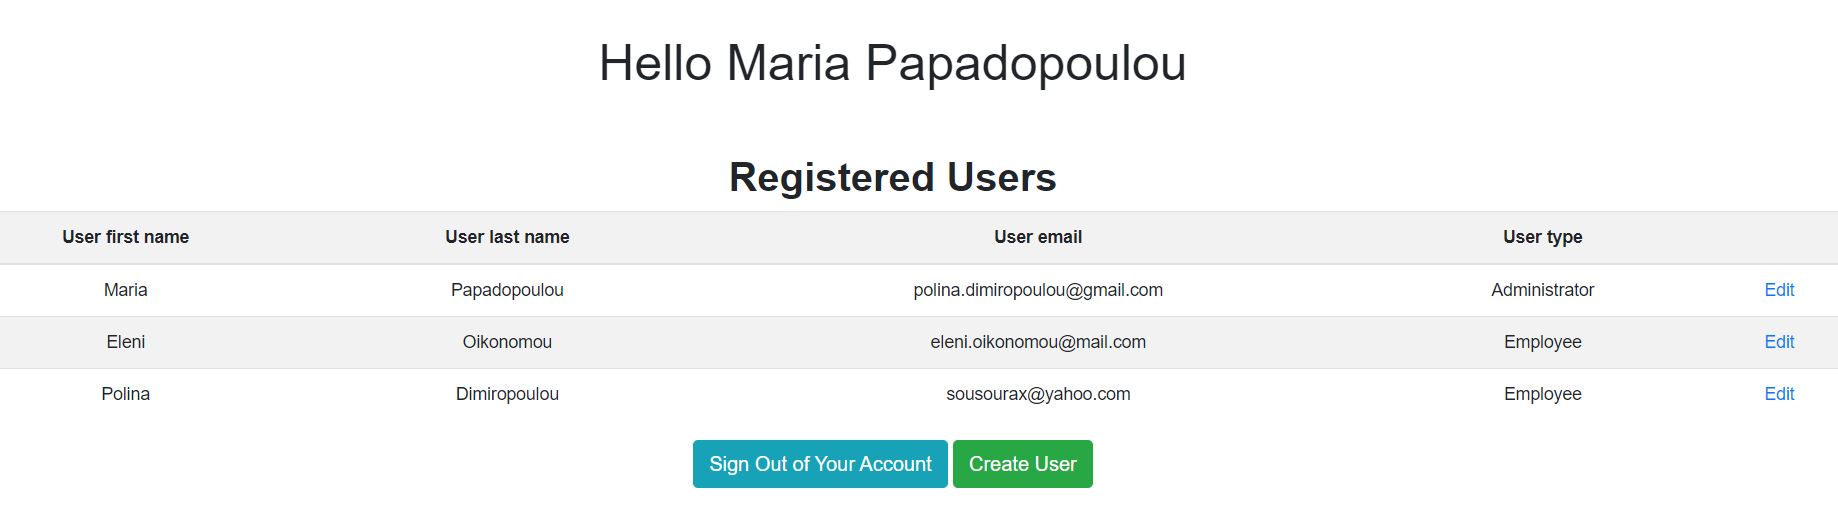 Hello Maria Papadopoulou
Registered Users
User first name User last name User email User type
Maria Papadopoulou polina.dimiropoulou@gmail.com Administrator Edit
Eleni Oikonomou eleni.oikonomou@mail.com Employee Edit
Polina Dimiropoulou sousourax@yahoo.com Employee Edit
Sign Out of Your Account Create User